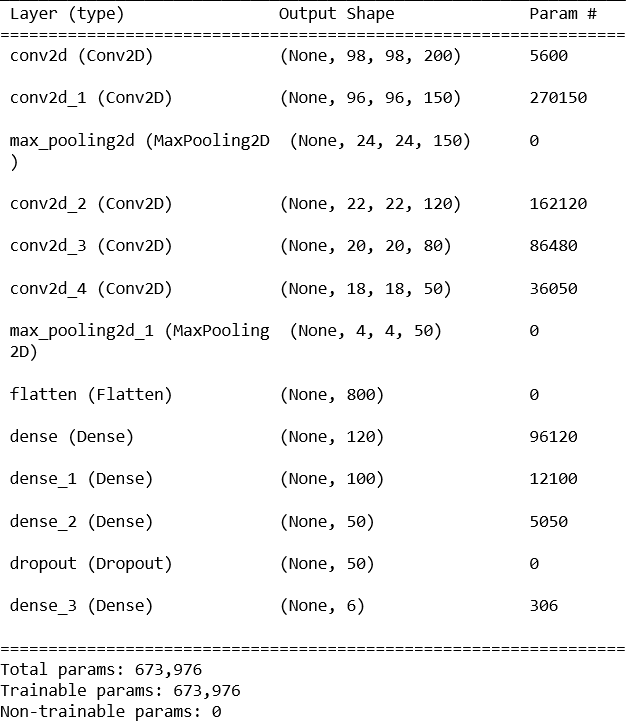 Layer (type) Output Shape Param #
=================================================================
conv2d (Conv2D) (None, 98, 98, 200) 5600
conv2d_1 (Conv2D) (None, 96, 96, 150) 270150
max_pooling2d (MaxPooling2D (None, 24, 24, 150) 0
)
conv2d_2 (Conv2D) (None, 22, 22, 120) 162120
conv2d_3 (Conv2D) (None, 20, 20, 80) 86480
conv2d_4 (Conv2D) (None, 18, 18, 50) 36050
max_pooling2d_1 (MaxPooling (None, 4, 4, 50) 0
2D)
flatten (Flatten) (None, 800) 0
dense (Dense) (None, 120) 96120
dense_1 (Dense) (None, 100) 12100
dense_2 (Dense) (None, 50) 5050
dropout (Dropout) (None, 50) 0
dense_3 (Dense) (None, 6) 306
=================================================================
Total params: 673,976
Trainable params: 673,976
Non-trainable params: 0